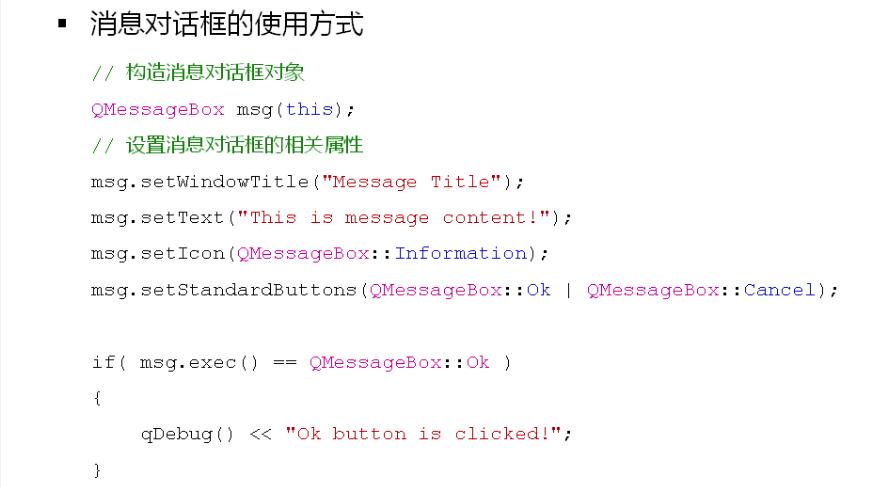 ▪ 消息对话框的使用方式
// 构造消息对话框对象
QMessageBox msg(this);
// 设置消息对话框的相关属性
msg.setWindowTitle("Message Title");
msg.setText("This is message content!");
msg.setIcon(QMessageBox::Information);
msg.setStandardButtons(QMessageBox::Ok | QMessageBox::Cancel);
if( msg.exec() == QMessageBox::Ok )
{
qDebug() << "Ok button is clicked!";
}